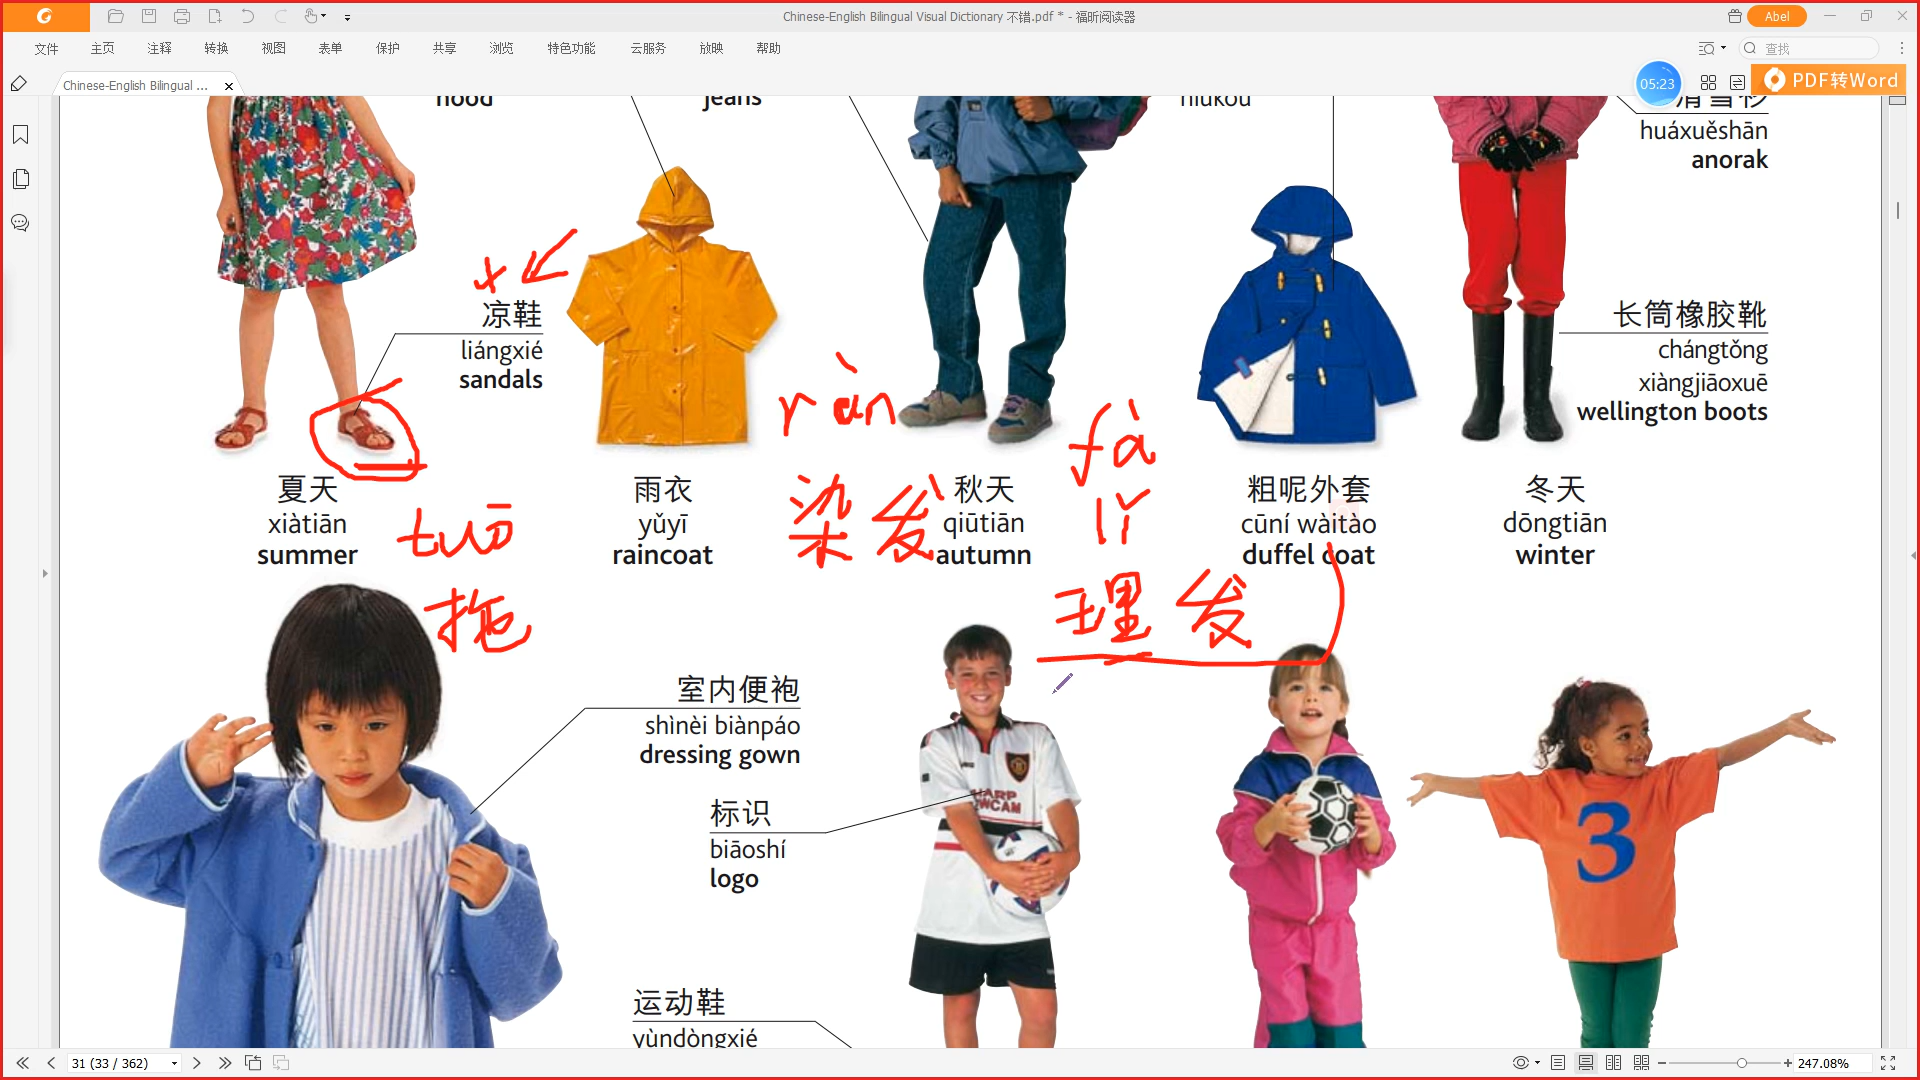 Chinese-English Bilingual Visual Dictionary 不错.pdf * - 福昕阅读器
Abel
文件 主页 注释 转换 视图 表单 保护 共享 浏览 特色功能 云服务 放映 帮助
查找
Chinese-English Bilingual ...
05:23
PDF转Word
hood
jeans
niukou
滑雪衫
huáxuěshān
anorak
凉鞋
liángxié
sandals
长筒橡胶靴
chángtǒng
xiàngjiāoxuē
wellington boots
rǎn
fà
夏天
xiàtiān
summer
雨衣
yǔyī
raincoat
秋天
qiūtiān
autumn
粗呢外套
cūní wàitào
duffel coat
冬天
dōngtiān
winter
tuō
拖
染发
lǐ
理发
室内便袍
shìnèi biànpáo
dressing gown
标识
biāoshí
logo
SHARP
3
运动鞋
yùndòngxié
31 (33 / 362)
247.08%